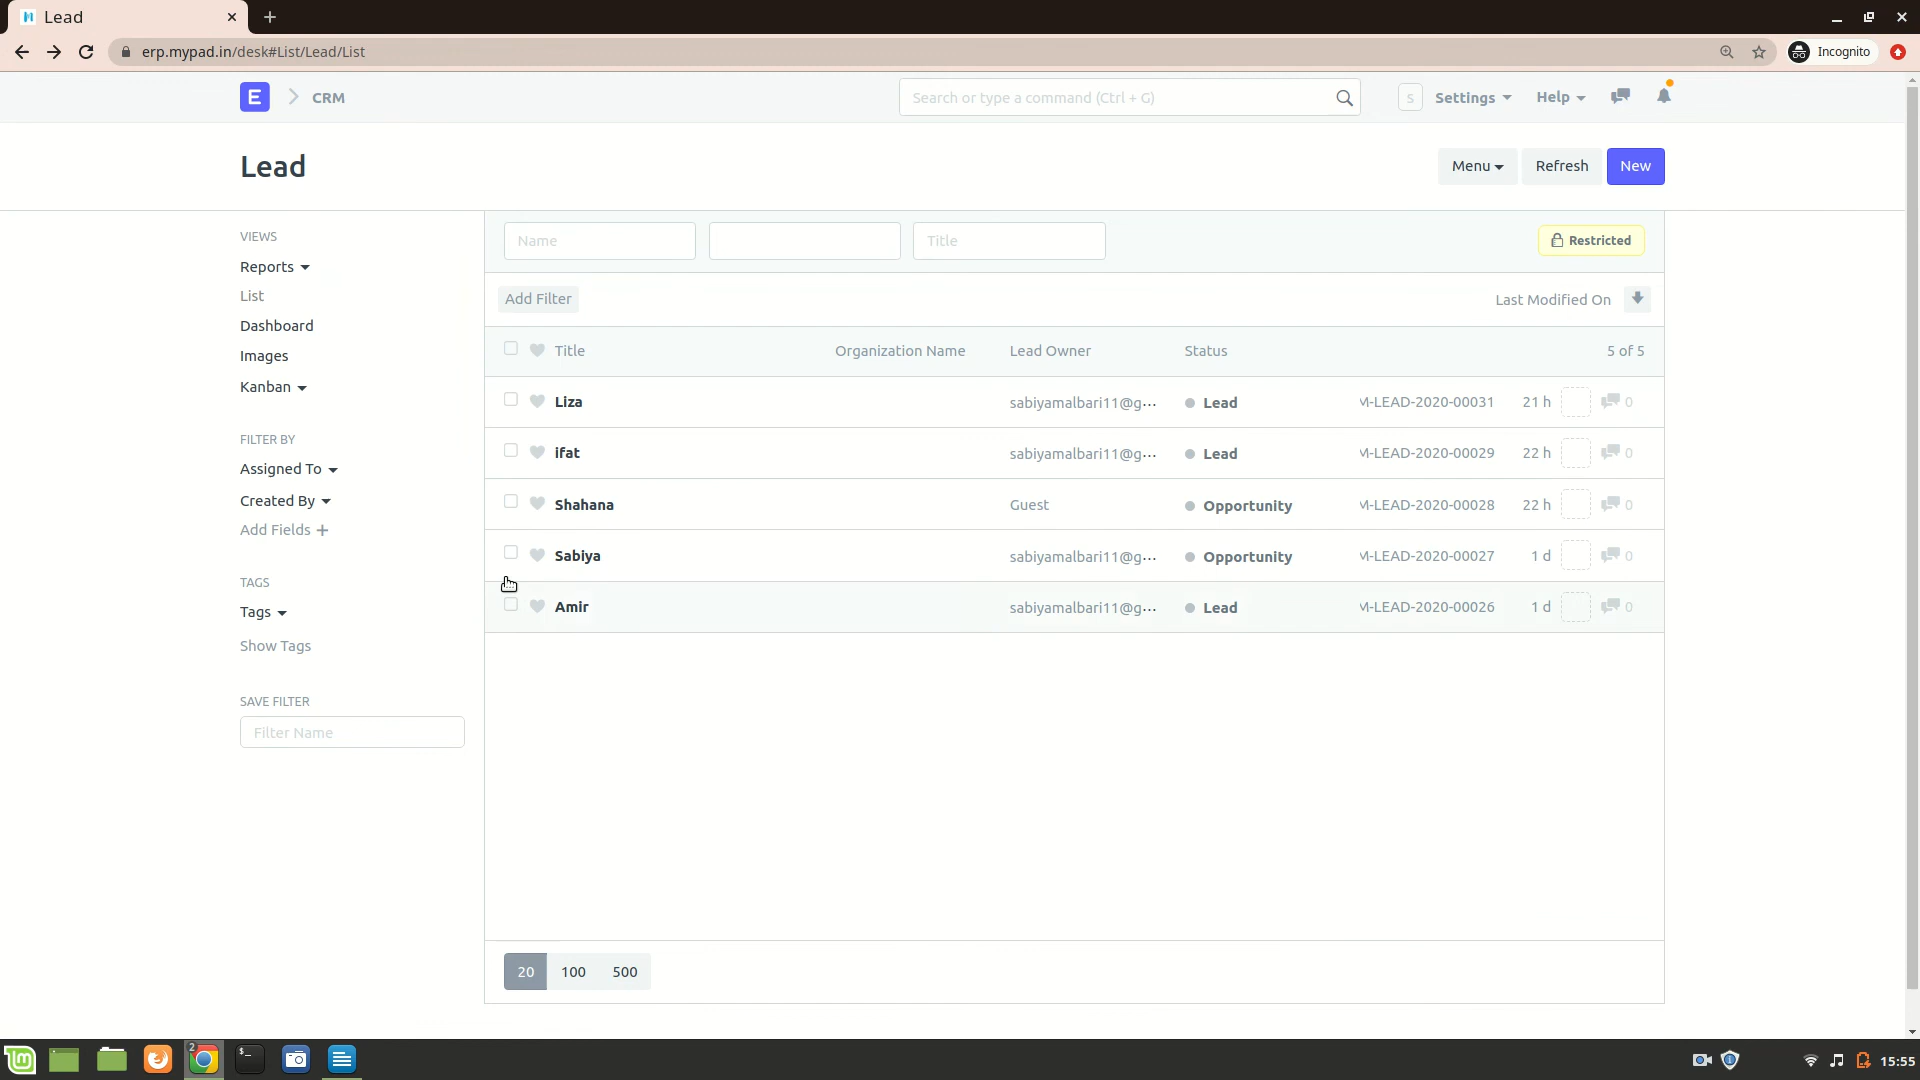 Lead
erp.mypad.in/desk#List/Lead/List
Incognito
E
CRM
Search or type a command (Ctrl + G)
S
Settings
Help
Lead
Menu
Refresh
New
VIEWS
Reports
List
Dashboard
Images
Kanban
FILTER BY
Assigned To
Created By
Add Fields
TAGS
Tags
Show Tags
SAVE FILTER
Filter Name
Name
Title
Restricted
Add Filter
Last Modified On
Title Organization Name Lead Owner Status 5 of 5
Liza sabiyamalbari11@g... Lead M-LEAD-2020-00031 21 h 0
ifat sabiyamalbari11@g... Lead M-LEAD-2020-00029 22 h 0
Shahana Guest Opportunity M-LEAD-2020-00028 22 h 0
Sabiya sabiyamalbari11@g... Opportunity M-LEAD-2020-00027 1 d 0
Amir sabiyamalbari11@g... Lead M-LEAD-2020-00026 1 d 0
20 100 500
2
15:55